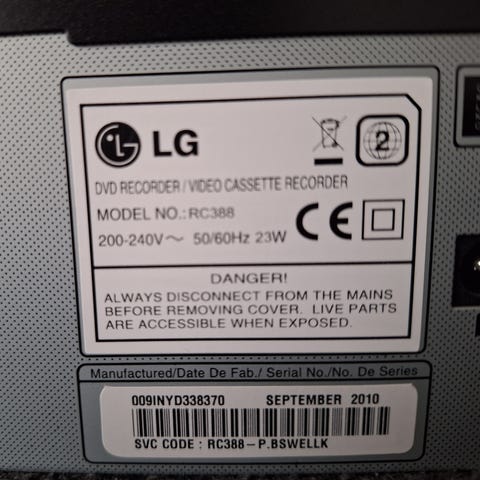 LG
2
DVD RECORDER / VIDEO CASSETTE RECORDER
MODEL NO.: RC388
200-240V~ 50/60Hz 23W
CE
DANGER!
ALWAYS DISCONNECT FROM THE MAINS
BEFORE REMOVING COVER. LIVE PARTS
ARE ACCESSIBLE WHEN EXPOSED.
Manufactured/Date De Fab./ Serial No./No. De Series
009INYD338370 SEPTEMBER 2010
SVC CODE : RC388-P.BSWELLK